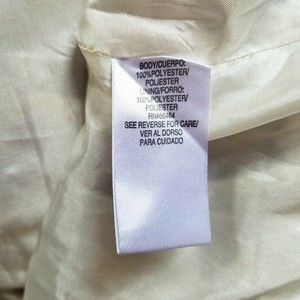 BODY/CUERPO:
100%POLYESTER/
POLIESTER
LINING/FORRO:
100%POLYESTER/
POLIESTER
RN#66454
SEE REVERSE FOR CARE/
VER AL DORSO
PARA CUIDADO